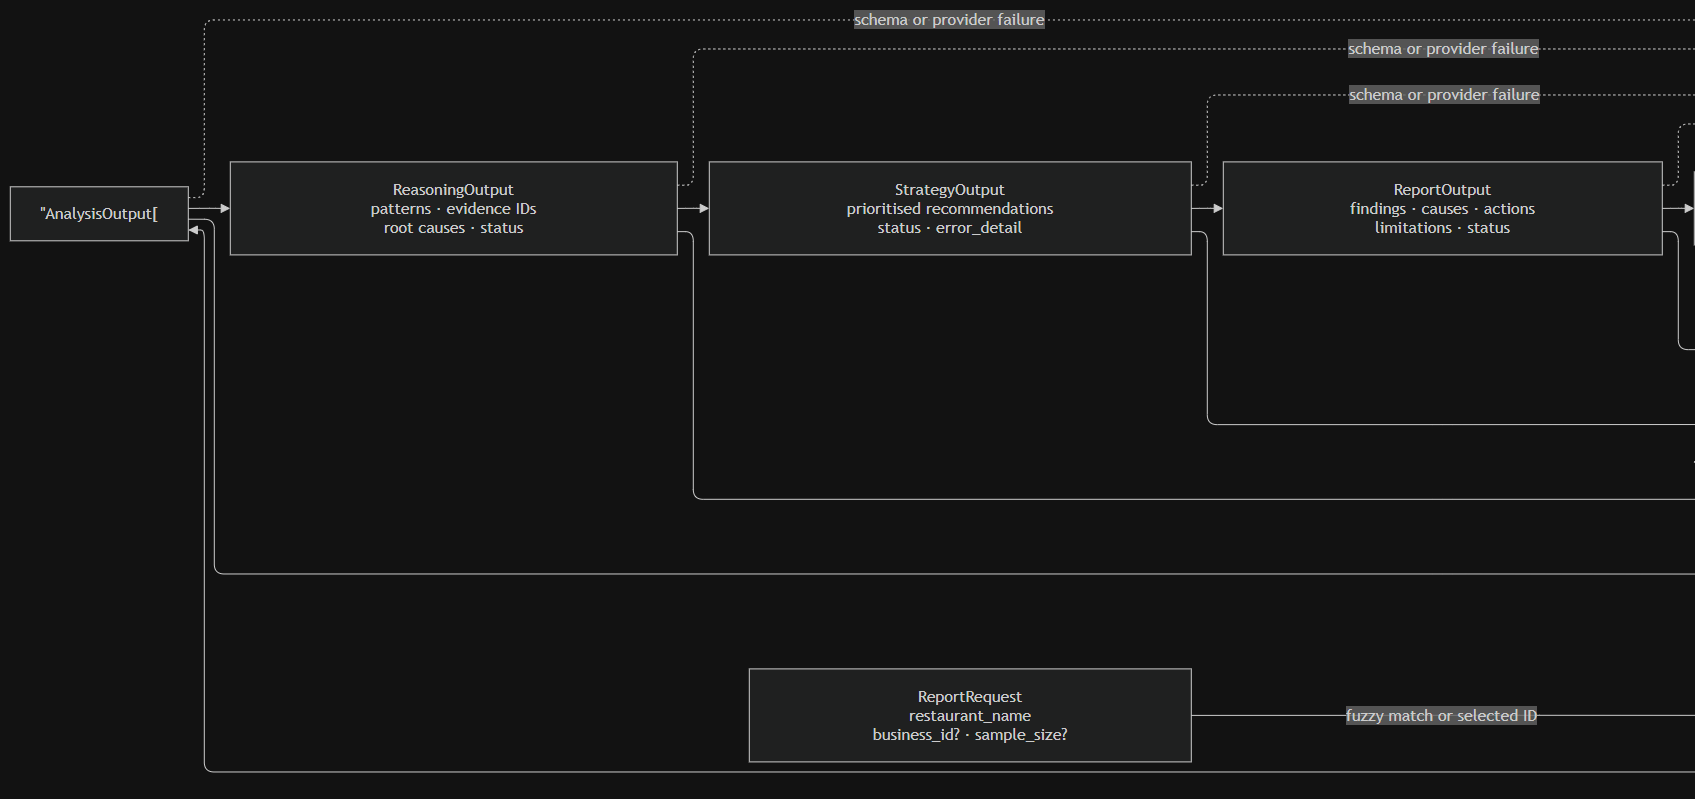 schema or provider failure
schema or provider failure
schema or provider failure
"AnalysisOutput[
ReasoningOutput
patterns · evidence IDs
root causes · status
StrategyOutput
prioritised recommendations
status · error_detail
ReportOutput
findings · causes · actions
limitations · status
ReportRequest
restaurant_name
business_id? · sample_size?
fuzzy match or selected ID